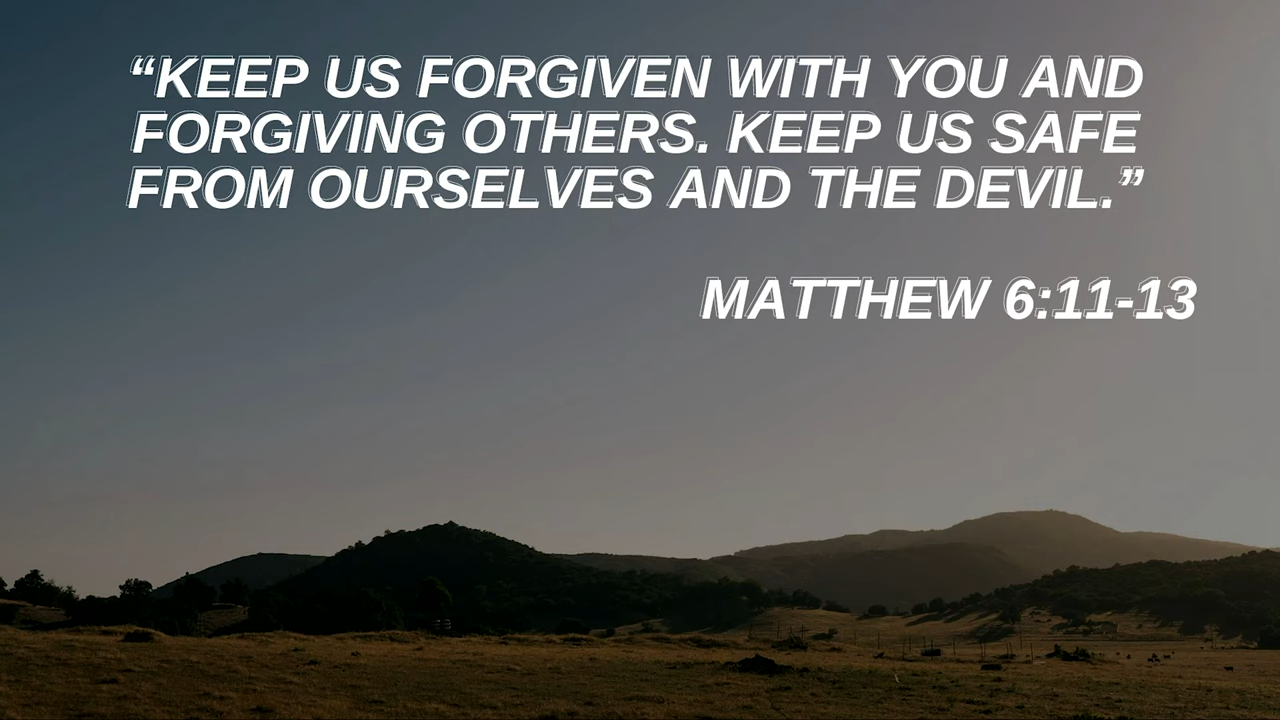 “KEEP US FORGIVEN WITH YOU AND
FORGIVING OTHERS. KEEP US SAFE
FROM OURSELVES AND THE DEVIL.”
MATTHEW 6:11-13